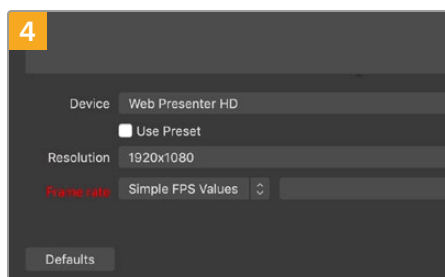 4
Device Web Presenter HD
Use Preset
Resolution 1920x1080
Frame rate Simple FPS Values
Defaults